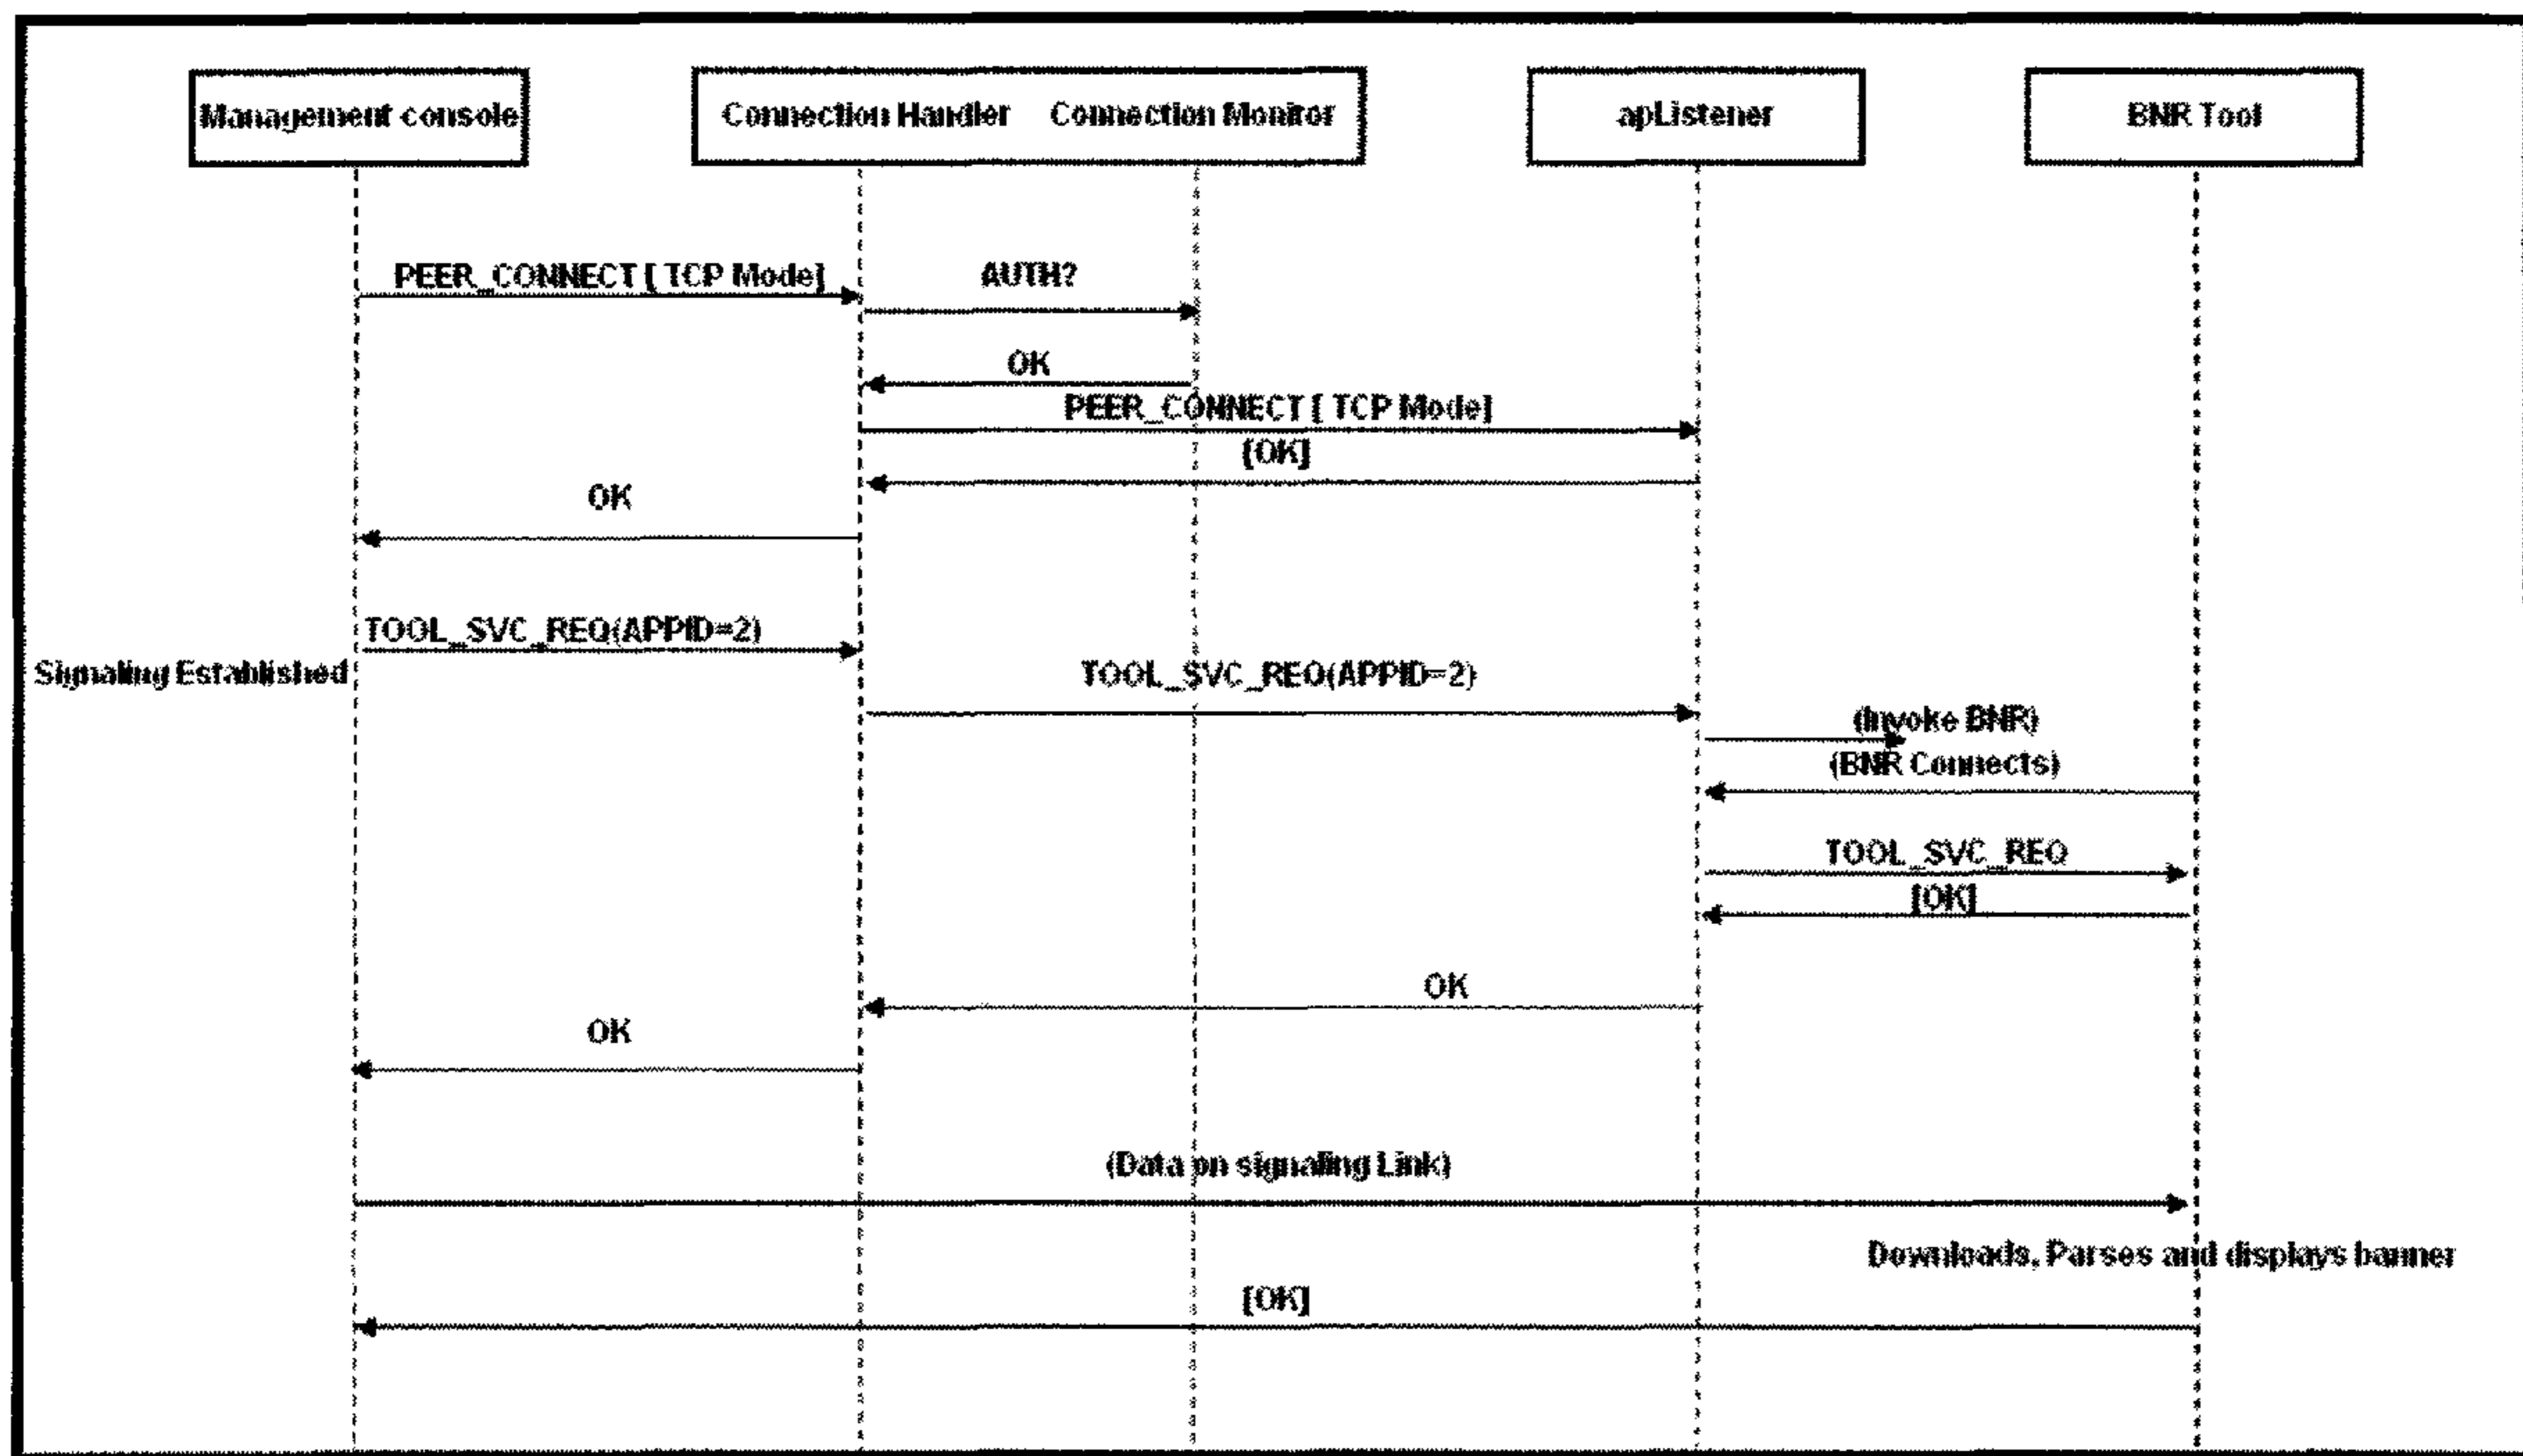 Management console
Connection Handler Connection Monitor
apListener
BNR Tool
PEER_CONNECT [ TCP Mode]
AUTH?
OK
PEER_CONNECT [ TCP Mode]
[OK]
OK
TOOL_SVC_REQ(APPID=2)
Signaling Established
TOOL_SVC_REQ(APPID=2)
(Invoke BNR)
(BNR Connects)
TOOL_SVC_REQ
[OK]
OK
OK
(Data on signaling Link)
Downloads, Parses and displays banner
[OK]